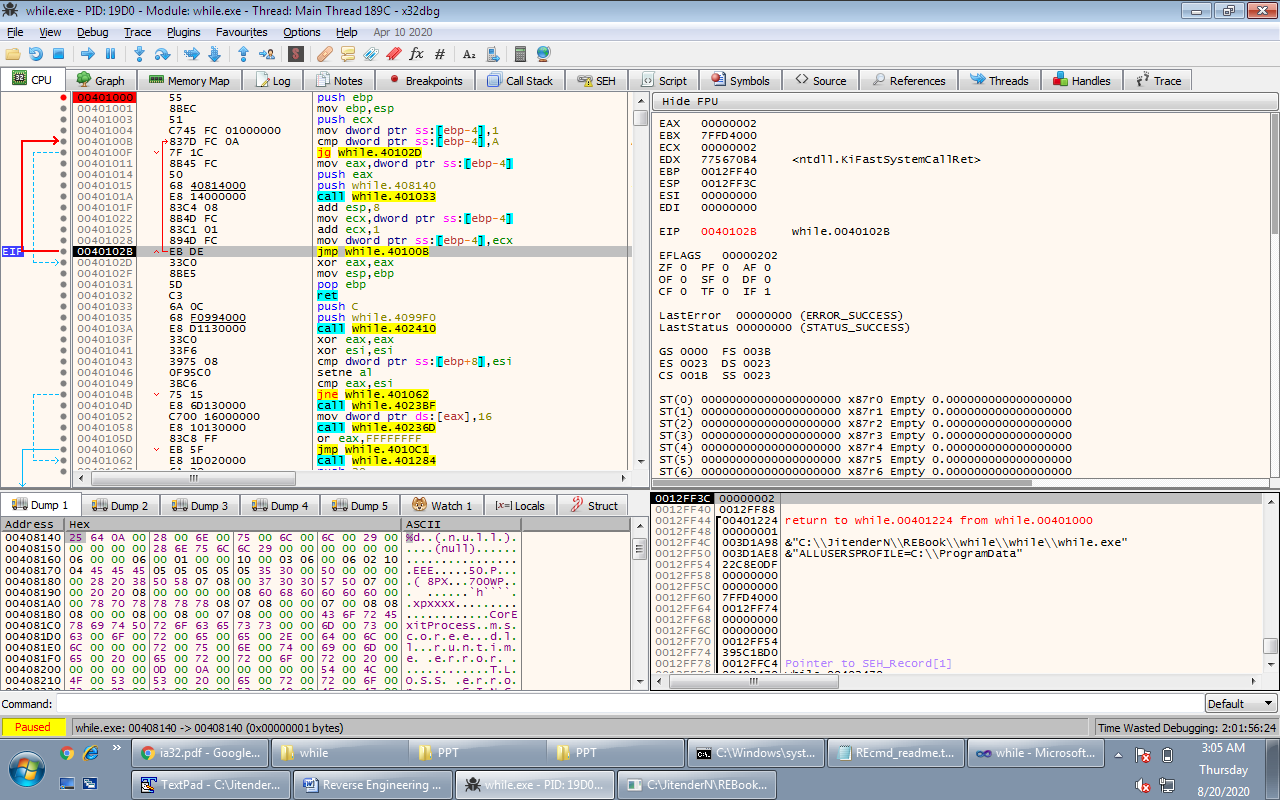 while.exe - PID: 19D0 - Module: while.exe - Thread: Main Thread 189C - x32dbg
File View Debug Trace Plugins Favourites Options Help Apr 10 2020
CPU Graph Memory Map Log Notes Breakpoints Call Stack SEH Script Symbols Source References Threads Handles Trace
00401000 55 push ebp
00401001 8BEC mov ebp,esp
00401003 51 push ecx
00401004 C745 FC 01000000 mov dword ptr ss:[ebp-4],1
0040100B 837D FC 0A cmp dword ptr ss:[ebp-4],A
0040100F 7F 1C jg while.40102D
00401011 8B45 FC mov eax,dword ptr ss:[ebp-4]
00401014 50 push eax
00401015 68 40814000 push while.408140
0040101A E8 14000000 call while.401033
0040101F 83C4 08 add esp,8
00401022 8B4D FC mov ecx,dword ptr ss:[ebp-4]
00401025 83C1 01 add ecx,1
00401028 894D FC mov dword ptr ss:[ebp-4],ecx
EIP 0040102B EB DE jmp while.40100B
0040102D 33C0 xor eax,eax
0040102F 8BE5 mov esp,ebp
00401031 5D pop ebp
00401032 C3 ret
00401033 6A 0C push C
00401035 68 F0994000 push while.4099F0
0040103A E8 D1130000 call while.402410
0040103F 33C0 xor eax,eax
00401041 33F6 xor esi,esi
00401043 3975 08 cmp dword ptr ss:[ebp+8],esi
00401046 0F95C0 setne al
00401049 3BC6 cmp eax,esi
0040104B 75 15 jne while.401062
0040104D E8 6D130000 call while.4023BF
00401052 C700 16000000 mov dword ptr ds:[eax],16
00401058 E8 10130000 call while.40236D
0040105D 83C8 FF or eax,FFFFFFFF
00401060 EB 5F jmp while.4010C1
00401062 E8 1D020000 call while.401284
Hide FPU
EAX 00000002
EBX 7FFD4000
ECX 00000002
EDX 775670B4 <ntdll.KiFastSystemCallRet>
EBP 0012FF40
ESP 0012FF3C
ESI 00000000
EDI 00000000
EIP 0040102B while.0040102B
EFLAGS 00000202
ZF 0 PF 0 AF 0
OF 0 SF 0 DF 0
CF 0 TF 0 IF 1
LastError 00000000 (ERROR_SUCCESS)
LastStatus 00000000 (STATUS_SUCCESS)
GS 0000 FS 003B
ES 0023 DS 0023
CS 001B SS 0023
ST(0) 00000000000000000000 x87r0 Empty 0.000000000000000000
ST(1) 00000000000000000000 x87r1 Empty 0.000000000000000000
ST(2) 00000000000000000000 x87r2 Empty 0.000000000000000000
ST(3) 00000000000000000000 x87r3 Empty 0.000000000000000000
ST(4) 00000000000000000000 x87r4 Empty 0.000000000000000000
ST(5) 00000000000000000000 x87r5 Empty 0.000000000000000000
ST(6) 00000000000000000000 x87r6 Empty 0.000000000000000000
Dump 1 Dump 2 Dump 3 Dump 4 Dump 5 Watch 1 Locals Struct
Address Hex ASCII
00408140 25 64 0A 00 28 00 6E 00 75 00 6C 00 6C 00 29 00 %d..(.n.u.l.l.).
00408150 00 00 00 00 28 6E 75 6C 6C 29 00 00 00 00 00 00 ....(null)......
00408160 06 00 00 06 00 01 00 00 10 00 03 06 00 06 02 10 ................
00408170 04 45 45 45 05 05 05 05 05 35 30 00 50 00 00 00 .EEE.....50.P...
00408180 00 28 20 38 50 58 07 08 00 37 30 30 57 50 07 00 .( 8PX...700WP..
00408190 00 20 20 08 00 00 00 00 08 60 68 60 60 60 60 00 .  ......`h````.
004081A0 00 78 70 78 78 78 78 08 07 08 00 00 07 00 08 08 .xpxxxx.........
004081B0 08 00 00 08 00 08 00 07 08 00 00 00 43 6F 72 45 ............CorE
004081C0 78 69 74 50 72 6F 63 65 73 73 00 00 6D 00 73 00 xitProcess..m.s.
004081D0 63 00 6F 00 72 00 65 00 65 00 2E 00 64 00 6C 00 c.o.r.e.e...d.l.
004081E0 6C 00 00 00 72 00 75 00 6E 00 74 00 69 00 6D 00 l...r.u.n.t.i.m.
004081F0 65 00 20 00 65 00 72 00 72 00 6F 00 72 00 20 00 e. .e.r.r.o.r. .
00408200 00 00 00 00 0D 00 0A 00 00 00 00 00 54 00 4C 00 ............T.L.
00408210 4F 00 53 00 53 00 20 00 65 00 72 00 72 00 6F 00 O.S.S. .e.r.r.o.
0012FF3C 00000002
0012FF40 0012FF88
0012FF44 00401224 return to while.00401224 from while.00401000
0012FF48 00000001
0012FF4C 003D1A98 &"C:\\JitenderN\\REBook\\while\\while\\while.exe"
0012FF50 003D1AE8 &"ALLUSERSPROFILE=C:\\ProgramData"
0012FF54 22C8E0DF
0012FF58 00000000
0012FF5C 00000000
0012FF60 7FFD4000
0012FF64 0012FF74
0012FF68 00000000
0012FF6C 00000000
0012FF70 0012FF54
0012FF74 395C1BD0
0012FF78 0012FFC4 Pointer to SEH_Record[1]
Command: Default
Paused while.exe: 00408140 -> 00408140 (0x00000001 bytes) Time Wasted Debugging: 2:01:56:24
ia32.pdf - Google... while PPT PPT C:\Windows\syst... REcmd_readme.t... while - Microsoft... 3:05 AM
Thursday
TextPad - C:\Jitender... Reverse Engineering ... while.exe - PID: 19D0... C:\JitenderN\REBook... 8/20/2020